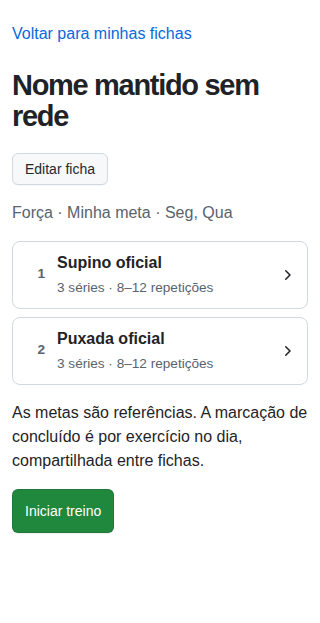 Voltar para minhas fichas
Nome mantido sem
rede
Editar ficha
Força · Minha meta · Seg, Qua
1
Supino oficial
3 séries · 8–12 repetições
2
Puxada oficial
3 séries · 8–12 repetições
As metas são referências. A marcação de
concluído é por exercício no dia,
compartilhada entre fichas.
Iniciar treino